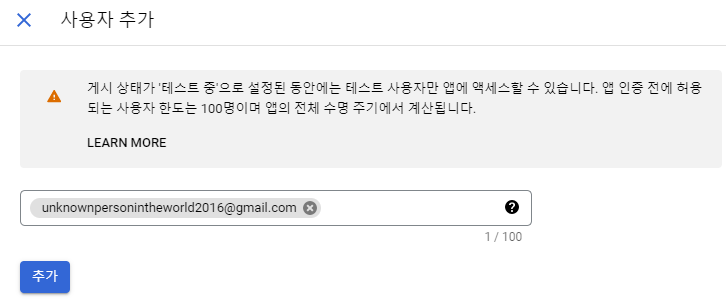 사용자 추가
게시 상태가 '테스트 중'으로 설정된 동안에는 테스트 사용자만 앱에 액세스할 수 있습니다. 앱 인증 전에 허용
되는 사용자 한도는 100명이며 앱의 전체 수명 주기에서 계산됩니다.
LEARN MORE
unknownpersonintheworld2016@gmail.com
1 / 100
추가